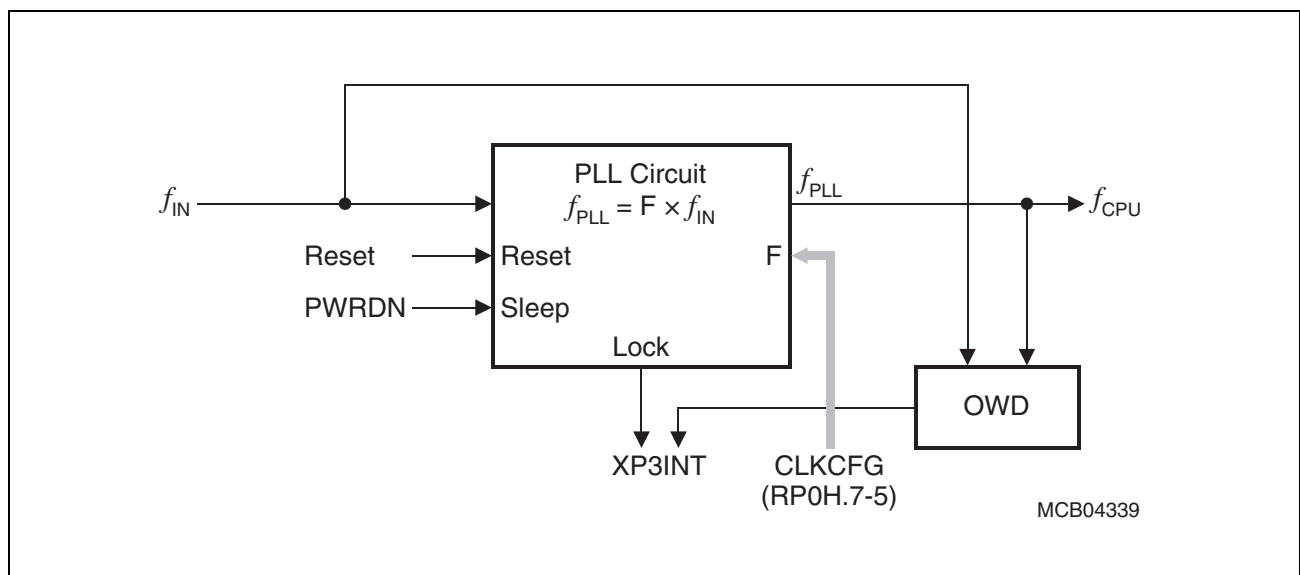 PLL Circuit
f_PLL = F × f_IN
f_IN
f_PLL
f_CPU
Reset
Reset
F
PWRDN
Sleep
Lock
OWD
XP3INT
CLKCFG
(RP0H.7-5)
MCB04339